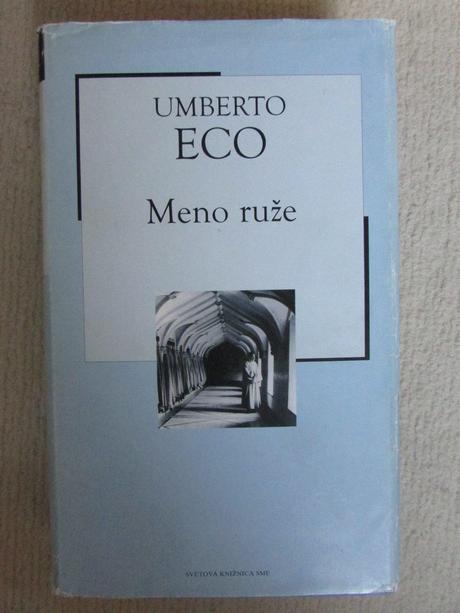 UMBERTO
ECO
Meno ruže
SVETOVÁ KNIŽNICA SME